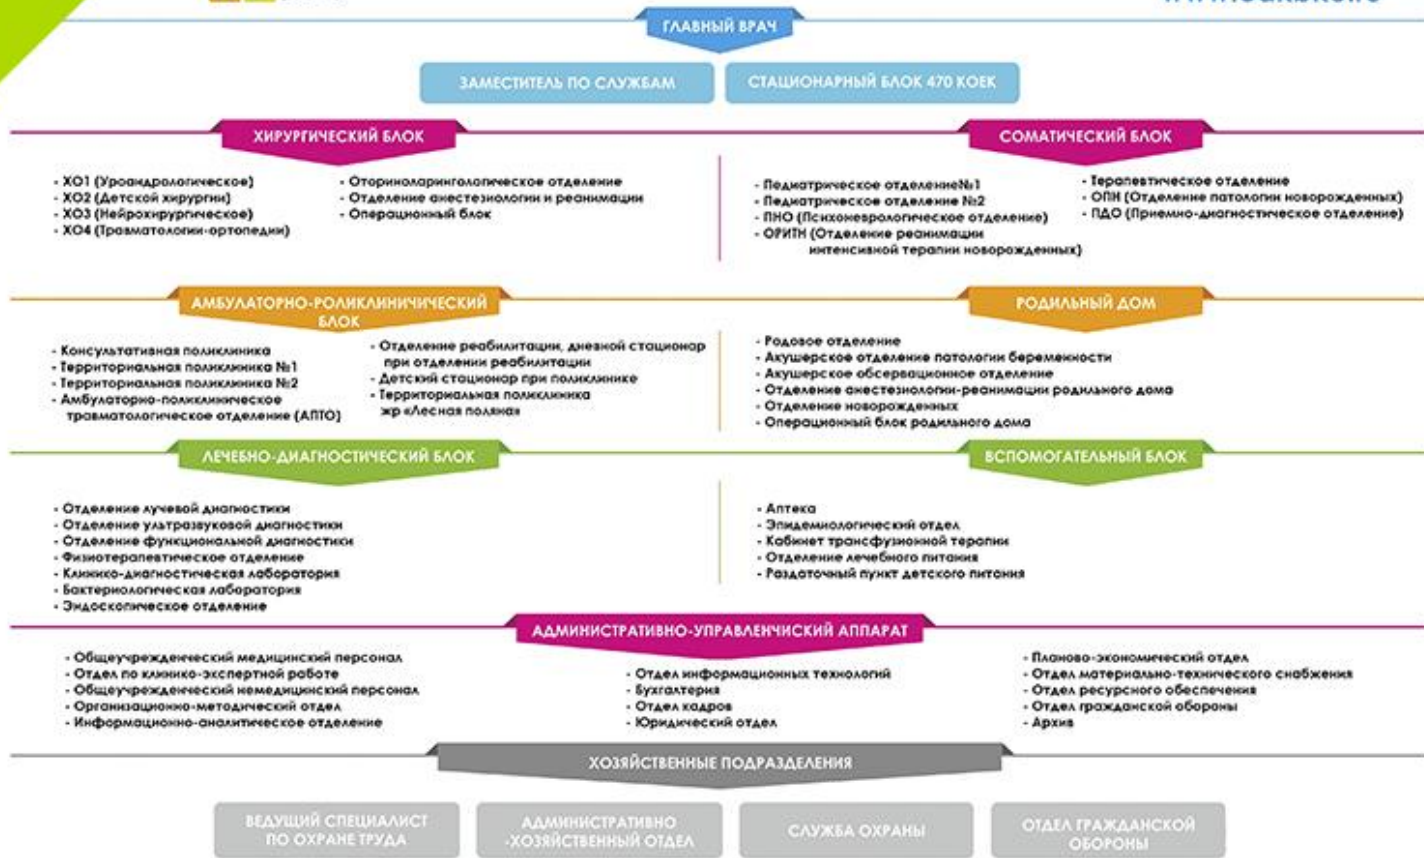 ГЛАВНЫЙ ВРАЧ
ЗАМЕСТИТЕЛЬ ПО СЛУЖБАМ
СТАЦИОНАРНЫЙ БЛОК 470 КОЕК
ХИРУРГИЧЕСКИЙ БЛОК
- ХО1 (Уроандрологическое)
- ХО2 (Детской хирургии)
- ХО3 (Нейрохирургическое)
- ХО4 (Травматологии-ортопедии)
- Оториноларингологическое отделение
- Отделение анестезиологии и реанимации
- Операционный блок
СОМАТИЧЕСКИЙ БЛОК
- Педиатрическое отделение№1
- Педиатрическое отделение №2
- ПНО (Психоневрологическое отделение)
- ОРИТН (Отделение реанимации
интенсивной терапии новорожденных)
- Терапевтическое отделение
- ОПН (Отделение патологии новорожденных)
- ПДО (Приемно-диагностическое отделение)
АМБУЛАТОРНО-РОЛИКЛИНИЧИЧЕСКИЙ
БЛОК
- Консультативная поликлиника
- Территориальная поликлиника №1
- Территориальная поликлиника №2
- Амбулаторно-поликлиническое
травматологическое отделение (АПТО)
- Отделение реабилитации, дневной стационар
при отделении реабилитации
- Детский стационар при поликлинике
- Территориальная поликлиника
жр «Лесная поляна»
РОДИЛЬНЫЙ ДОМ
- Родовое отделение
- Акушерское отделение патологии беременности
- Акушерское обсервационное отделение
- Отделение анестезиологии-реанимации родильного дома
- Отделение новорожденных
- Операционный блок родильного дома
ЛЕЧЕБНО-ДИАГНОСТИЧЕСКИЙ БЛОК
- Отделение лучевой диагностики
- Отделение ультразвуковой диагностики
- Отделение функциональной диагностики
- Физиотерапевтическое отделение
- Клинико-диагностическая лаборатория
- Бактериологическая лаборатория
- Эндоскопическое отделение
ВСПОМОГАТЕЛЬНЫЙ БЛОК
- Аптека
- Эпидемиологический отдел
- Кабинет трансфузионной терапии
- Отделение лечебного питания
- Раздаточный пункт детского питания
АДМИНИСТРАТИВНО-УПРАВЛЕНЧИСКИЙ АППАРАТ
- Общеучрежденческий медицинский персонал
- Отдел по клинико-экспертной работе
- Общеучрежденческий немедицинский персонал
- Организационно-методический отдел
- Информационно-аналитическое отделение
- Отдел информационных технологий
- Бухгалтерия
- Отдел кадров
- Юридический отдел
- Планово-экономический отдел
- Отдел материально-технического снабжения
- Отдел ресурсного обеспечения
- Отдел гражданской обороны
- Архив
ХОЗЯЙСТВЕННЫЕ ПОДРАЗДЕЛЕНИЯ
ВЕДУЩИЙ СПЕЦИАЛИСТ
ПО ОХРАНЕ ТРУДА
АДМИНИСТРАТИВНО
-ХОЗЯЙСТВЕННЫЙ ОТДЕЛ
СЛУЖБА ОХРАНЫ
ОТДЕЛ ГРАЖДАНСКОЙ
ОБОРОНЫ